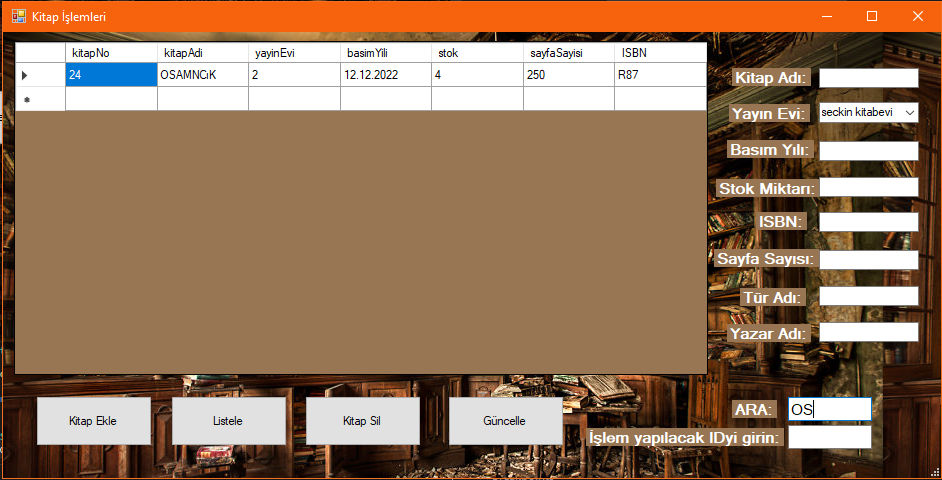 Kitap İşlemleri
kitapNo kitapAdi yayinEvi basimYili stok sayfaSayisi ISBN
24 OSAMNCıK 2 12.12.2022 4 250 R87
Kitap Adı:
Yayın Evi: seckin kitabevi
Basım Yılı:
Stok Miktarı:
ISBN:
Sayfa Sayısı:
Tür Adı:
Yazar Adı:
Kitap Ekle Listele Kitap Sil Güncelle
ARA: OS
İşlem yapılacak IDyi girin: